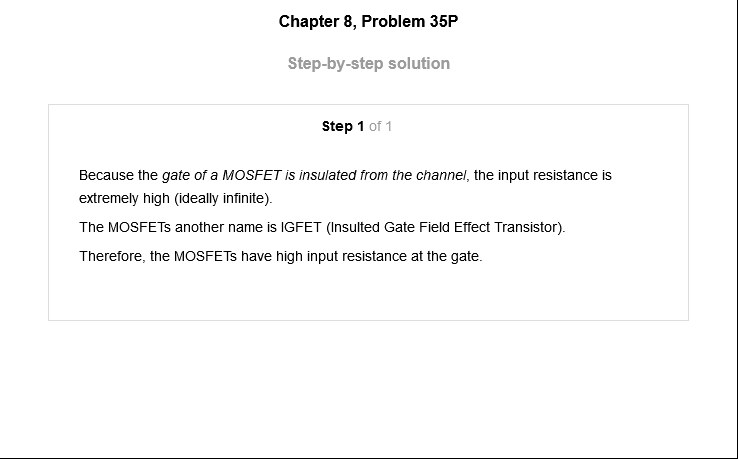 Chapter 8, Problem 35P
Step-by-step solution
Step 1 of 1
Because the gate of a MOSFET is insulated from the channel, the input resistance is
extremely high (ideally infinite).
The MOSFETs another name is IGFET (Insulted Gate Field Effect Transistor).
Therefore, the MOSFETs have high input resistance at the gate.